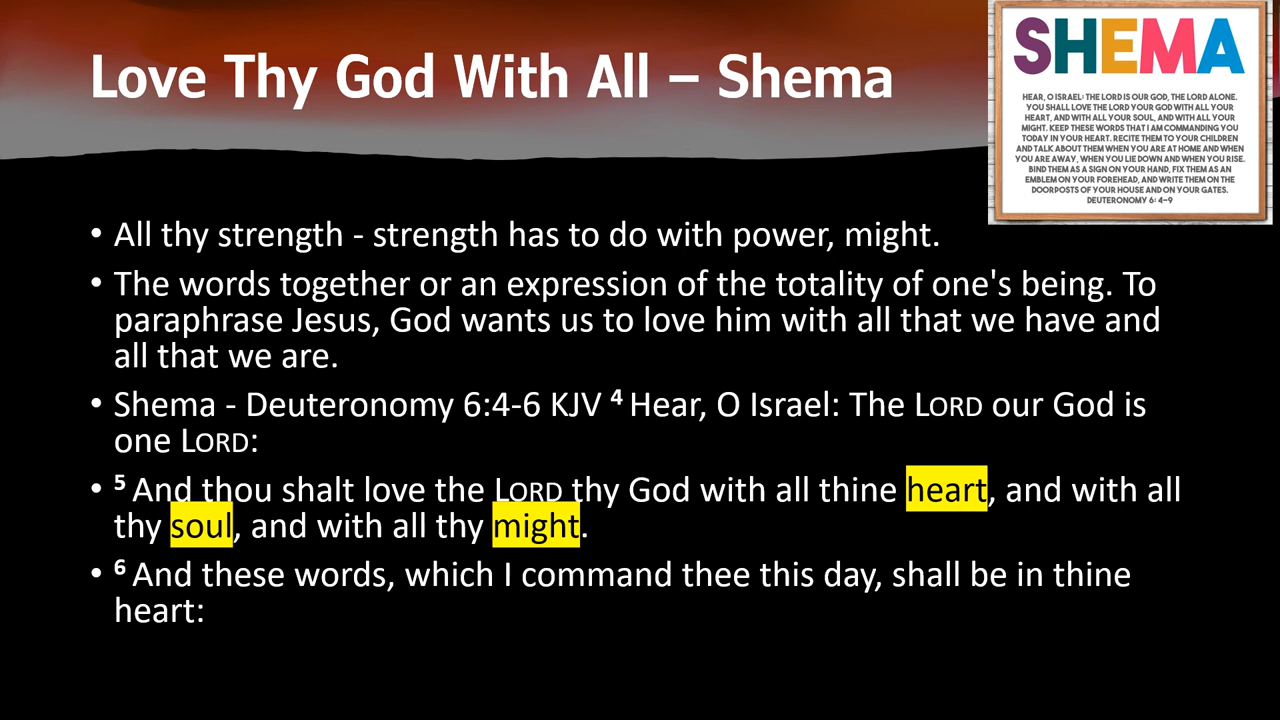 Love Thy God With All – Shema
SHEMA
HEAR, O ISRAEL: THE LORD IS OUR GOD, THE LORD ALONE.
YOU SHALL LOVE THE LORD YOUR GOD WITH ALL YOUR
HEART, AND WITH ALL YOUR SOUL, AND WITH ALL YOUR
MIGHT. KEEP THESE WORDS THAT I AM COMMANDING YOU
TODAY IN YOUR HEART. RECITE THEM TO YOUR CHILDREN
AND TALK ABOUT THEM WHEN YOU ARE AT HOME AND WHEN
YOU ARE AWAY, WHEN YOU LIE DOWN AND WHEN YOU RISE.
BIND THEM AS A SIGN ON YOUR HAND, FIX THEM AS AN
EMBLEM ON YOUR FOREHEAD, AND WRITE THEM ON THE
DOORPOSTS OF YOUR HOUSE AND ON YOUR GATES.
DEUTERONOMY 6: 4-9
• All thy strength - strength has to do with power, might.
• The words together or an expression of the totality of one's being. To
paraphrase Jesus, God wants us to love him with all that we have and
all that we are.
• Shema - Deuteronomy 6:4-6 KJV ⁴ Hear, O Israel: The LORD our God is
one LORD:
• ⁵ And thou shalt love the LORD thy God with all thine heart, and with all
thy soul, and with all thy might.
• ⁶ And these words, which I command thee this day, shall be in thine
heart: